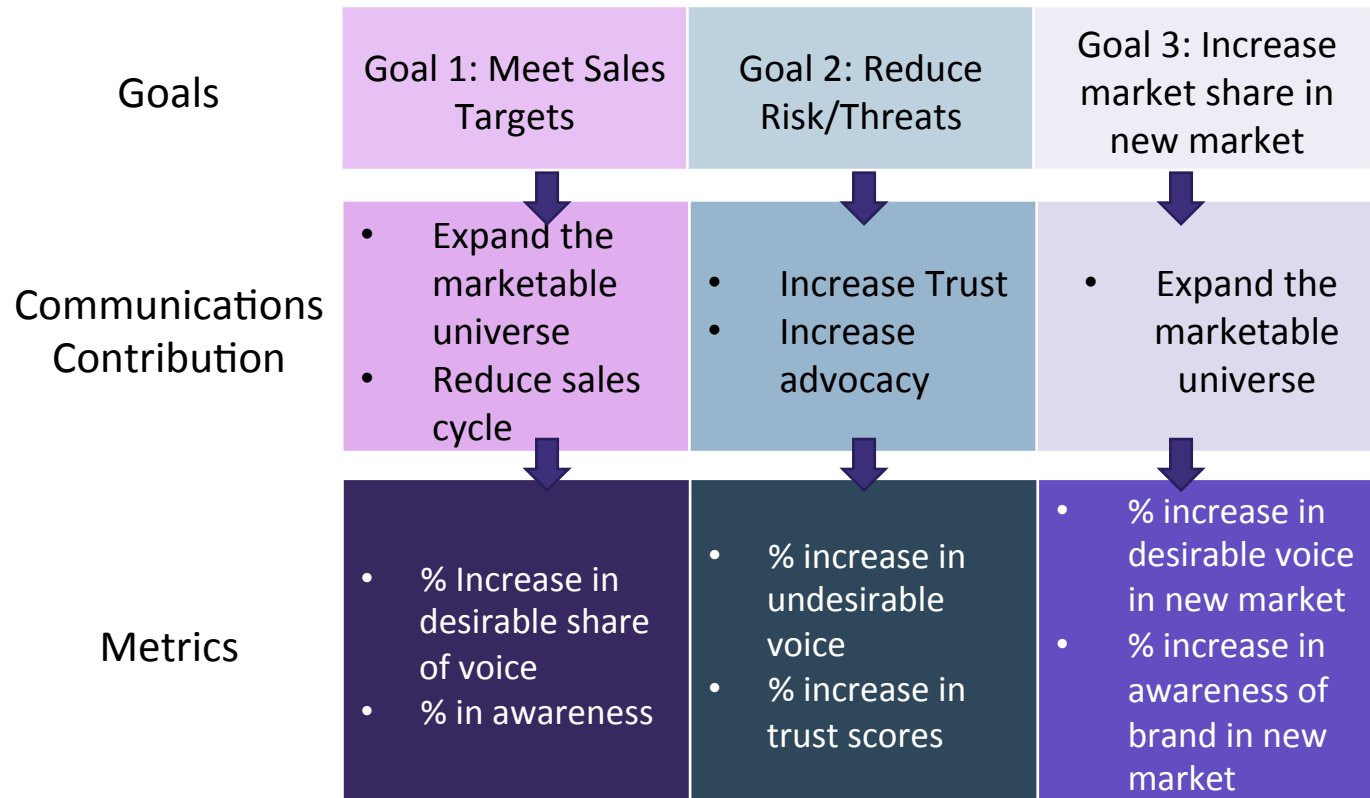 Goals
Goal 1: Meet Sales
Targets
Goal 2: Reduce
Risk/Threats
Goal 3: Increase
market share in
new market
Communications
Contribution
• Expand the
marketable
universe
• Reduce sales
cycle
• Increase Trust
• Increase
advocacy
• Expand the
marketable
universe
Metrics
• % Increase in
desirable share
of voice
• % in awareness
• % increase in
undesirable
voice
• % increase in
trust scores
• % increase in
desirable voice
in new market
• % increase in
awareness of
brand in new
market